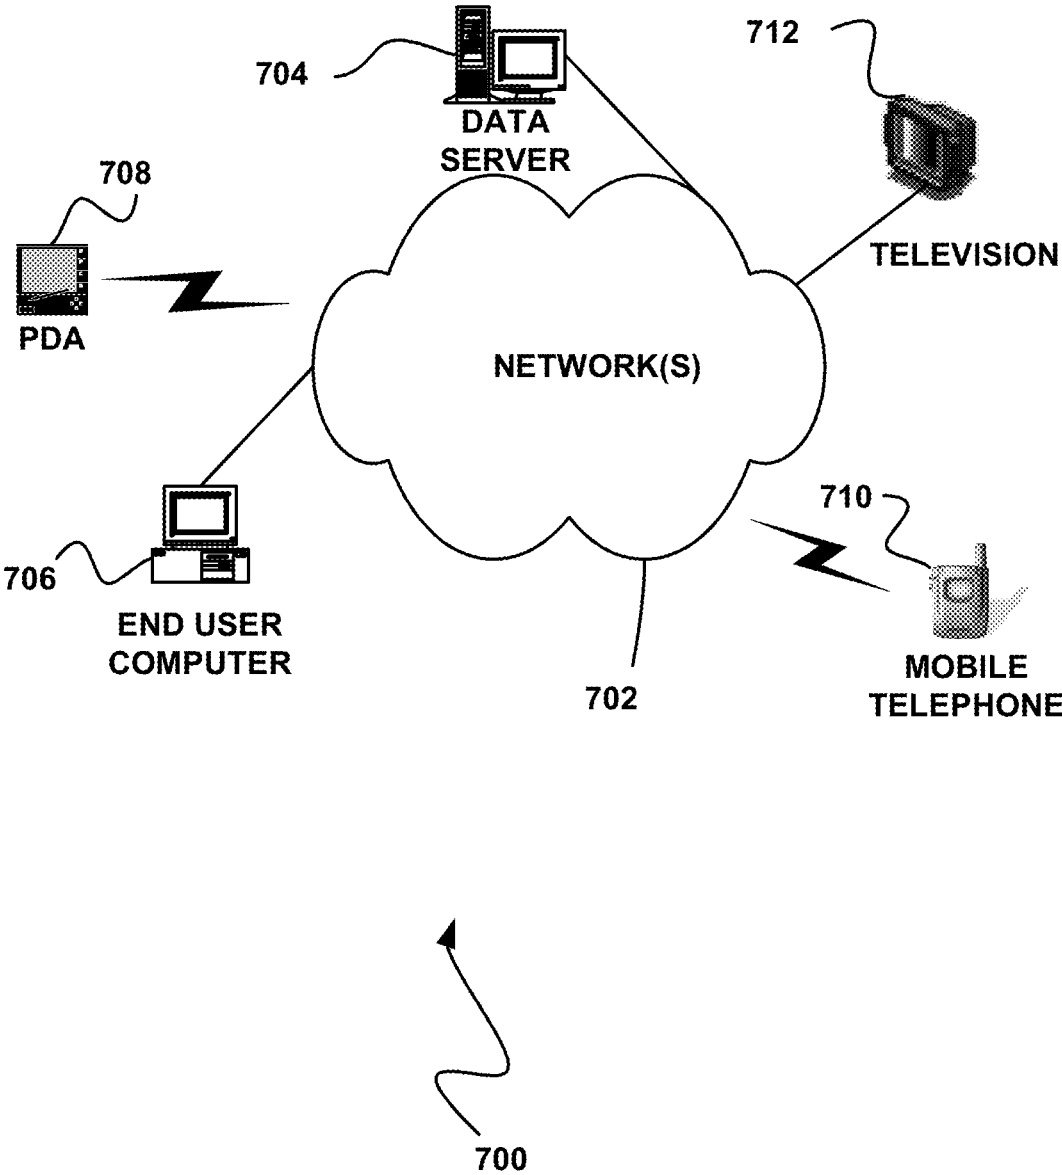 704
DATA
SERVER
712
TELEVISION
708
PDA
NETWORK(S)
706
END USER
COMPUTER
702
710
MOBILE
TELEPHONE
700